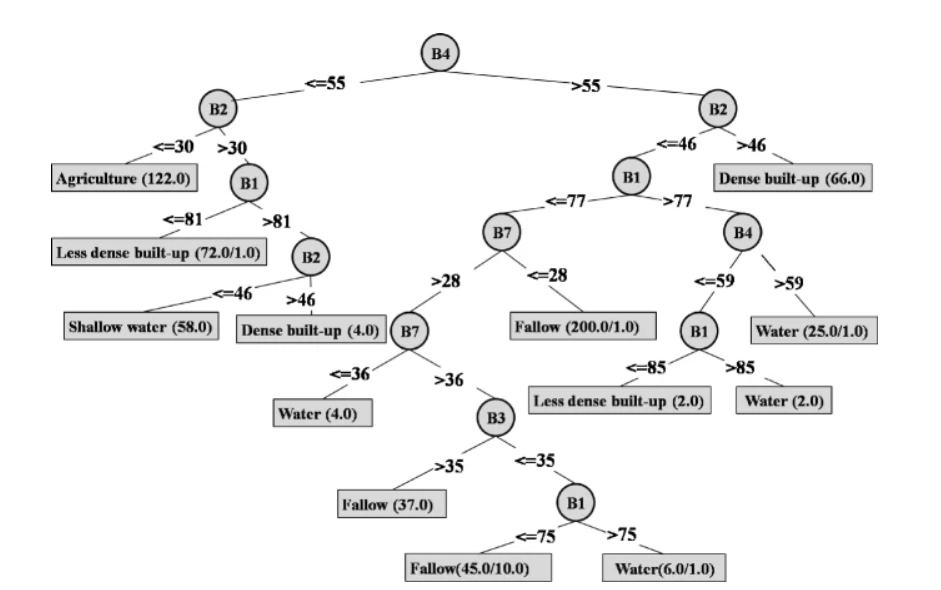 B4
<=55
>55
B2
B2
<=30
>30
<=46
>46
Agriculture (122.0)
B1
B1
Dense built-up (66.0)
<=81
>81
<=77
>77
Less dense built-up (72.0/1.0)
B2
B7
B4
<=46
>46
>28
<=28
<=59
>59
Shallow water (58.0)
Dense built-up (4.0)
B7
Fallow (200.0/1.0)
B1
Water (25.0/1.0)
<=36
>36
<=85
>85
Water (4.0)
B3
Less dense built-up (2.0)
Water (2.0)
>35
<=35
Fallow (37.0)
B1
<=75
>75
Fallow(45.0/10.0)
Water(6.0/1.0)